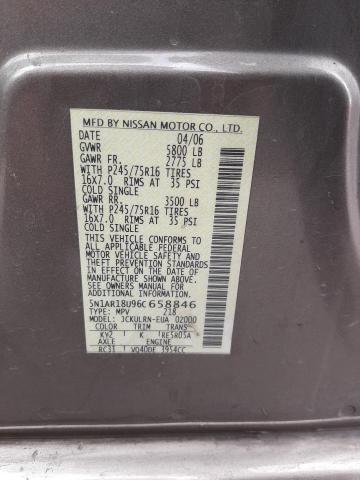 MFD BY NISSAN MOTOR CO., LTD.
DATE 04/06
GVWR 5800 LB
GAWR FR. 2775 LB
WITH P245/75R16 TIRES
16X7.0 RIMS AT 35 PSI
COLD SINGLE
GAWR RR. 3500 LB
WITH P245/75R16 TIRES
16X7.0 RIMS AT 35 PSI
COLD SINGLE
THIS VEHICLE CONFORMS TO
ALL APPLICABLE FEDERAL
MOTOR VEHICLE SAFETY AND
THEFT PREVENTION STANDARDS
IN EFFECT ON THE DATE OF
MANUFACTURE SHOWN ABOVE.
SEE OWNERS MANUAL FOR
ADDITIONAL INFORMATION
5N1AR18U96C658846
TYPE: MPV 218
MODEL: JCKULRN-EUA 02000
COLOR TRIM TRANS
KY2 K RE5R05A
AXLE ENGINE
RC31 VQ40DE 3954CC